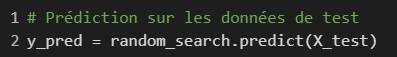 1 # Prédiction sur les données de test
2 y_pred = random_search.predict(X_test)